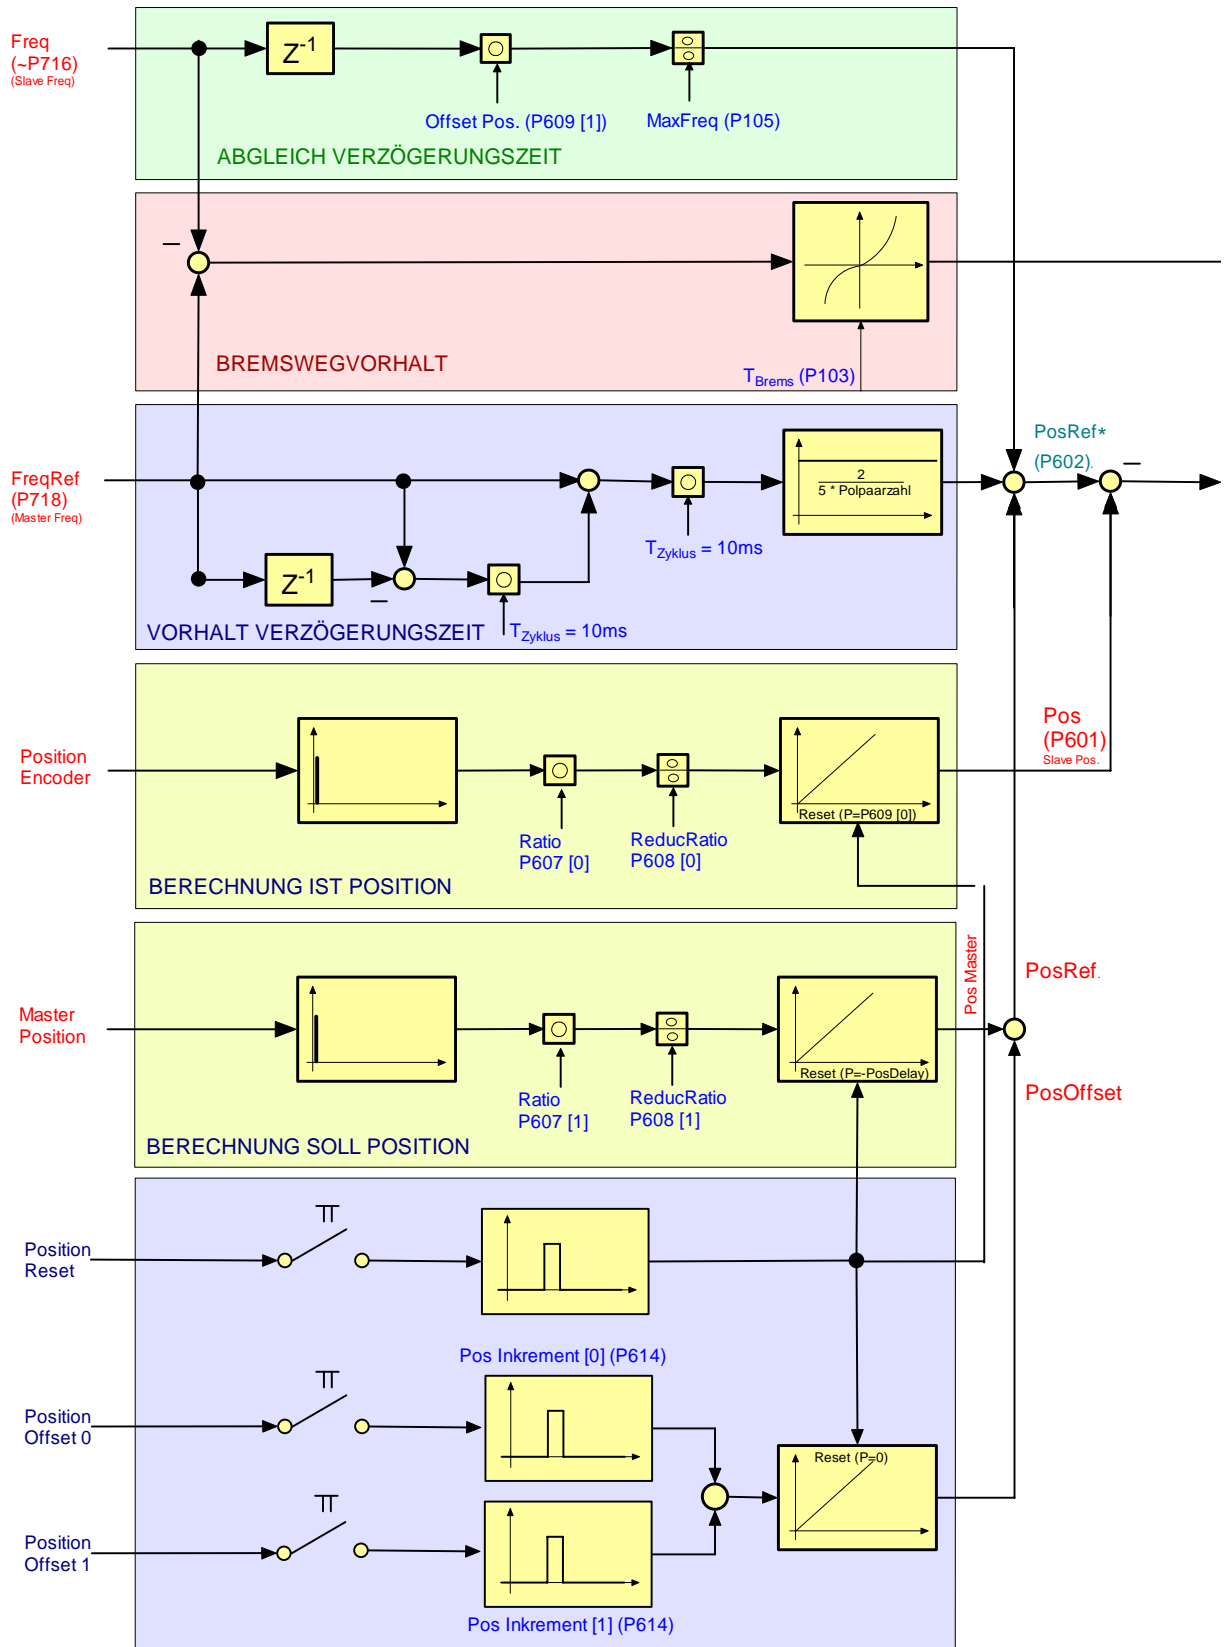 Freq
(~P716)
(Slave Freq)
Z-1
Offset Pos. (P609 [1])
MaxFreq (P105)
ABGLEICH VERZÖGERUNGSZEIT
BREMSWEGVORHALT
TBrems (P103)
FreqRef
(P718)
(Master Freq)
2
5 * Polpaarzahl
PosRef*
(P602).
TZyklus = 10ms
Z-1
TZyklus = 10ms
VORHALT VERZÖGERUNGSZEIT
Position
Encoder
Ratio
P607 [0]
ReducRatio
P608 [0]
Reset (P=P609 [0])
Pos
(P601)
Slave Pos.
BERECHNUNG IST POSITION
Pos Master
Master
Position
Ratio
P607 [1]
ReducRatio
P608 [1]
Reset (P=-PosDelay)
PosRef.
PosOffset
BERECHNUNG SOLL POSITION
Position
Reset
Pos Inkrement [0] (P614)
Position
Offset 0
Reset (P=0)
Position
Offset 1
Pos Inkrement [1] (P614)